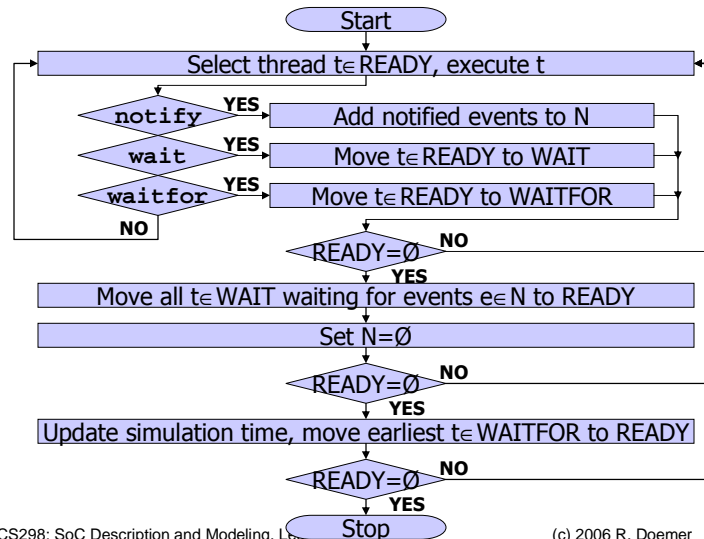 Start
Select thread t∈READY, execute t
notify
YES
Add notified events to N
wait
YES
Move t∈READY to WAIT
waitfor
YES
Move t∈READY to WAITFOR
NO
READY=Ø
NO
YES
Move all t∈WAIT waiting for events e∈N to READY
Set N=Ø
READY=Ø
NO
YES
Update simulation time, move earliest t∈WAITFOR to READY
READY=Ø
NO
YES
Stop
CS298: SoC Description and Modeling,
(c) 2006 R. Doemer